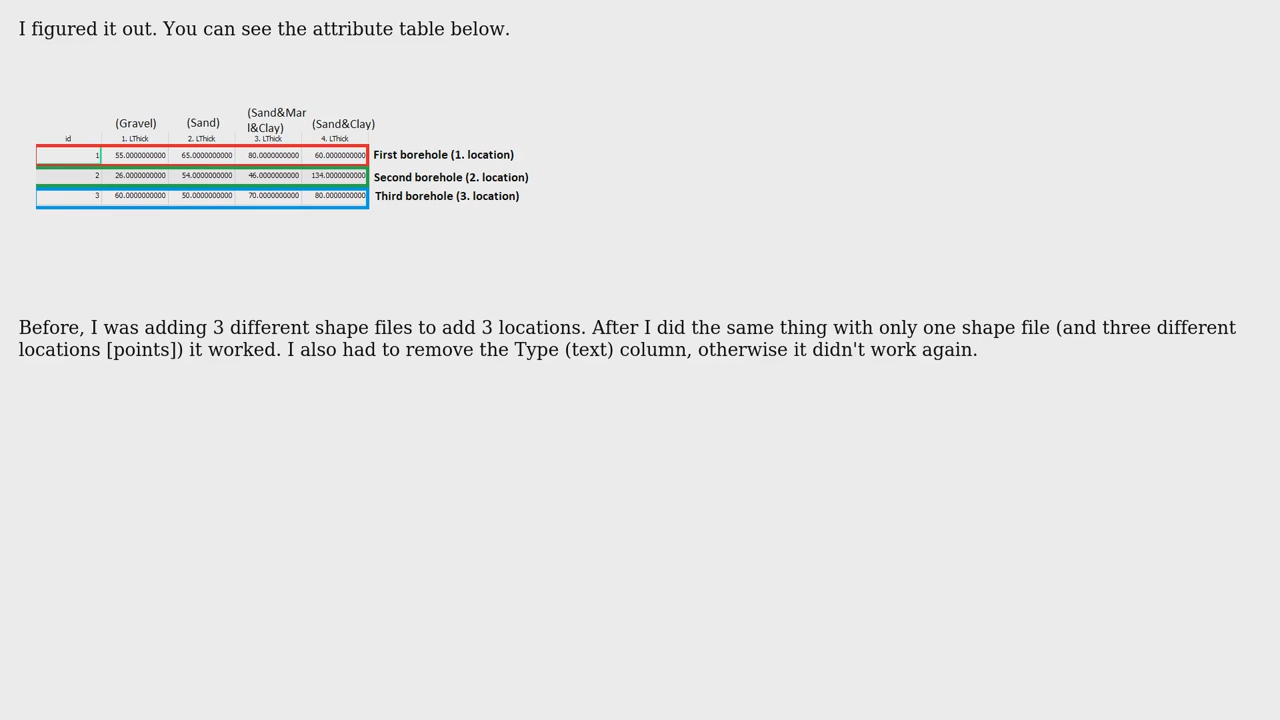 I figured it out. You can see the attribute table below.
(Gravel) (Sand) (Sand&Mar (Sand&Clay)
l&Clay)
id 1. LThick 2. LThick 3. LThick 4. LThick
1 55.0000000000 65.0000000000 80.0000000000 60.0000000000 First borehole (1. location)
2 26.0000000000 54.0000000000 46.0000000000 134.0000000000 Second borehole (2. location)
3 60.0000000000 50.0000000000 70.0000000000 80.0000000000 Third borehole (3. location)
Before, I was adding 3 different shape files to add 3 locations. After I did the same thing with only one shape file (and three different
locations [points]) it worked. I also had to remove the Type (text) column, otherwise it didn't work again.